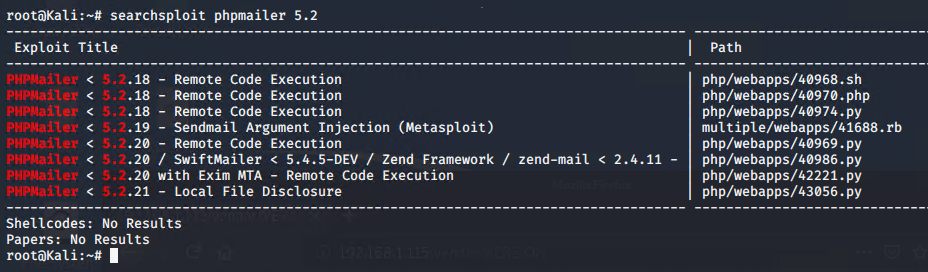 root@Kali:~# searchsploit phpmailer 5.2
Exploit Title | Path
PHPMailer < 5.2.18 - Remote Code Execution | php/webapps/40968.sh
PHPMailer < 5.2.18 - Remote Code Execution | php/webapps/40970.php
PHPMailer < 5.2.18 - Remote Code Execution | php/webapps/40974.py
PHPMailer < 5.2.19 - Sendmail Argument Injection (Metasploit) | multiple/webapps/41688.rb
PHPMailer < 5.2.20 - Remote Code Execution | php/webapps/40969.py
PHPMailer < 5.2.20 / SwiftMailer < 5.4.5-DEV / Zend Framework / zend-mail < 2.4.11 - | php/webapps/40986.py
PHPMailer < 5.2.20 with Exim MTA - Remote Code Execution | php/webapps/42221.py
PHPMailer < 5.2.21 - Local File Disclosure | php/webapps/43056.py
Shellcodes: No Results
Papers: No Results
root@Kali:~#